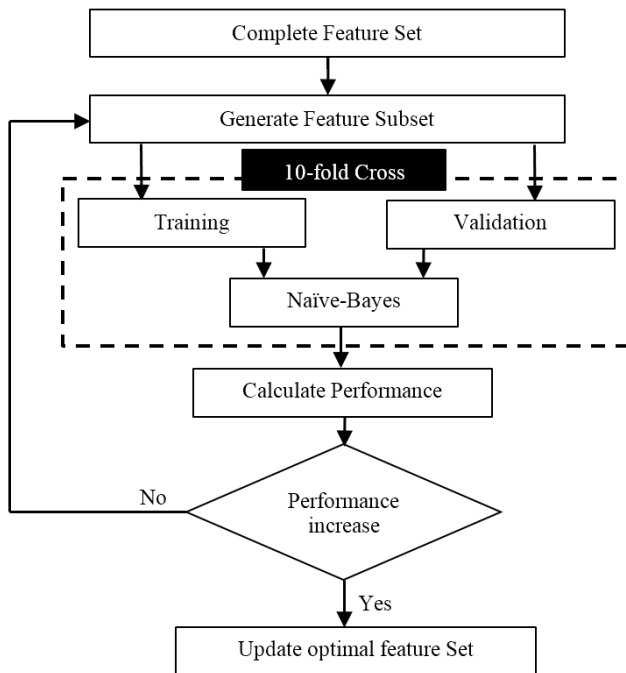 Complete Feature Set
Generate Feature Subset
10-fold Cross
Training
Validation
Naïve-Bayes
Calculate Performance
No
Performance
increase
Yes
Update optimal feature Set